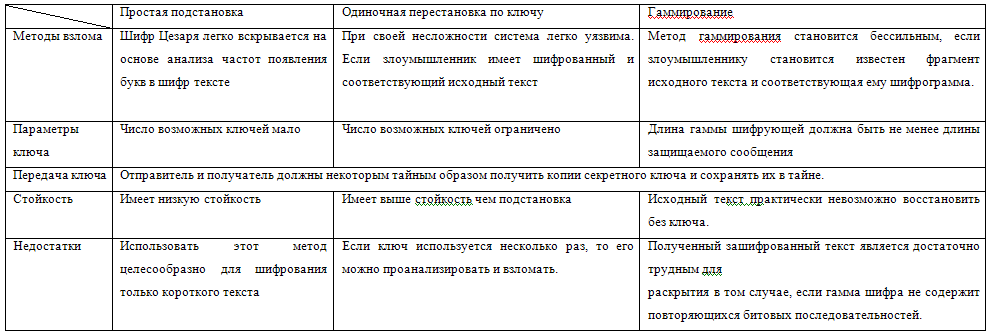 Простая подстановка
Одиночная перестановка по ключу
Гаммирование
Методы взлома
Шифр Цезаря легко вскрывается на
основе анализа частот появления
букв в шифр тексте
При своей несложности система легко уязвима.
Если злоумышленник имеет шифрованный и
соответствующий исходный текст
Метод гаммирования становится бессильным, если
злоумышленнику становится известен фрагмент
исходного текста и соответствующая ему шифрограмма.
Параметры
ключа
Число возможных ключей мало
Число возможных ключей ограничено
Длина гаммы шифрующей должна быть не менее длины
защищаемого сообщения
Передача ключа
Отправитель и получатель должны некоторым тайным образом получить копии секретного ключа и сохранять их в тайне.
Стойкость
Имеет низкую стойкость
Имеет выше стойкость чем подстановка
Исходный текст практически невозможно восстановить
без ключа.
Недостатки
Использовать этот метод
целесообразно для шифрования
только короткого текста
Если ключ используется несколько раз, то его
можно проанализировать и взломать.
Полученный зашифрованный текст является достаточно
трудным для
раскрытия в том случае, если гамма шифра не содержит
повторяющихся битовых последовательностей.